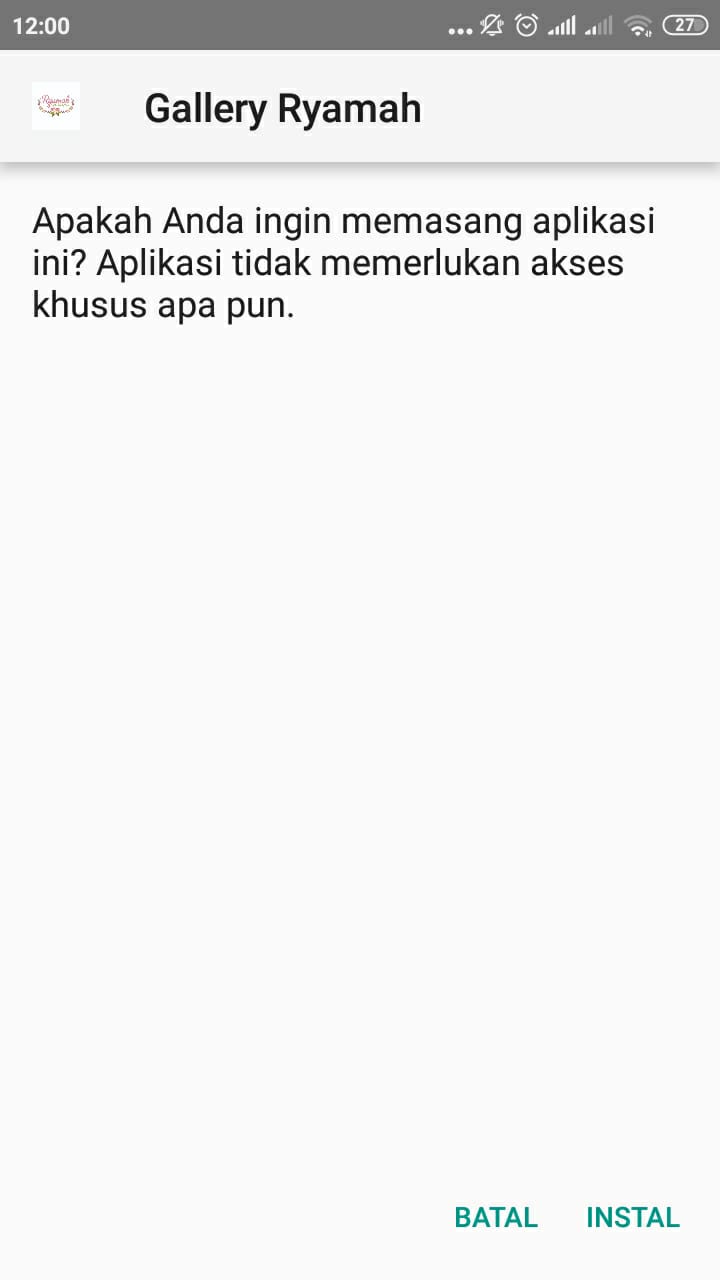 12:00
27
Gallery Ryamah
Apakah Anda ingin memasang aplikasi
ini? Aplikasi tidak memerlukan akses
khusus apa pun.
BATAL INSTAL